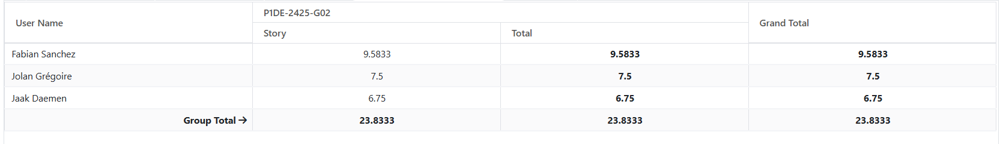 User Name P1DE-2425-G02 Grand Total
Story Total
Fabian Sanchez 9.5833 9.5833 9.5833
Jolan Grégoire 7.5 7.5 7.5
Jaak Daemen 6.75 6.75 6.75
Group Total → 23.8333 23.8333 23.8333